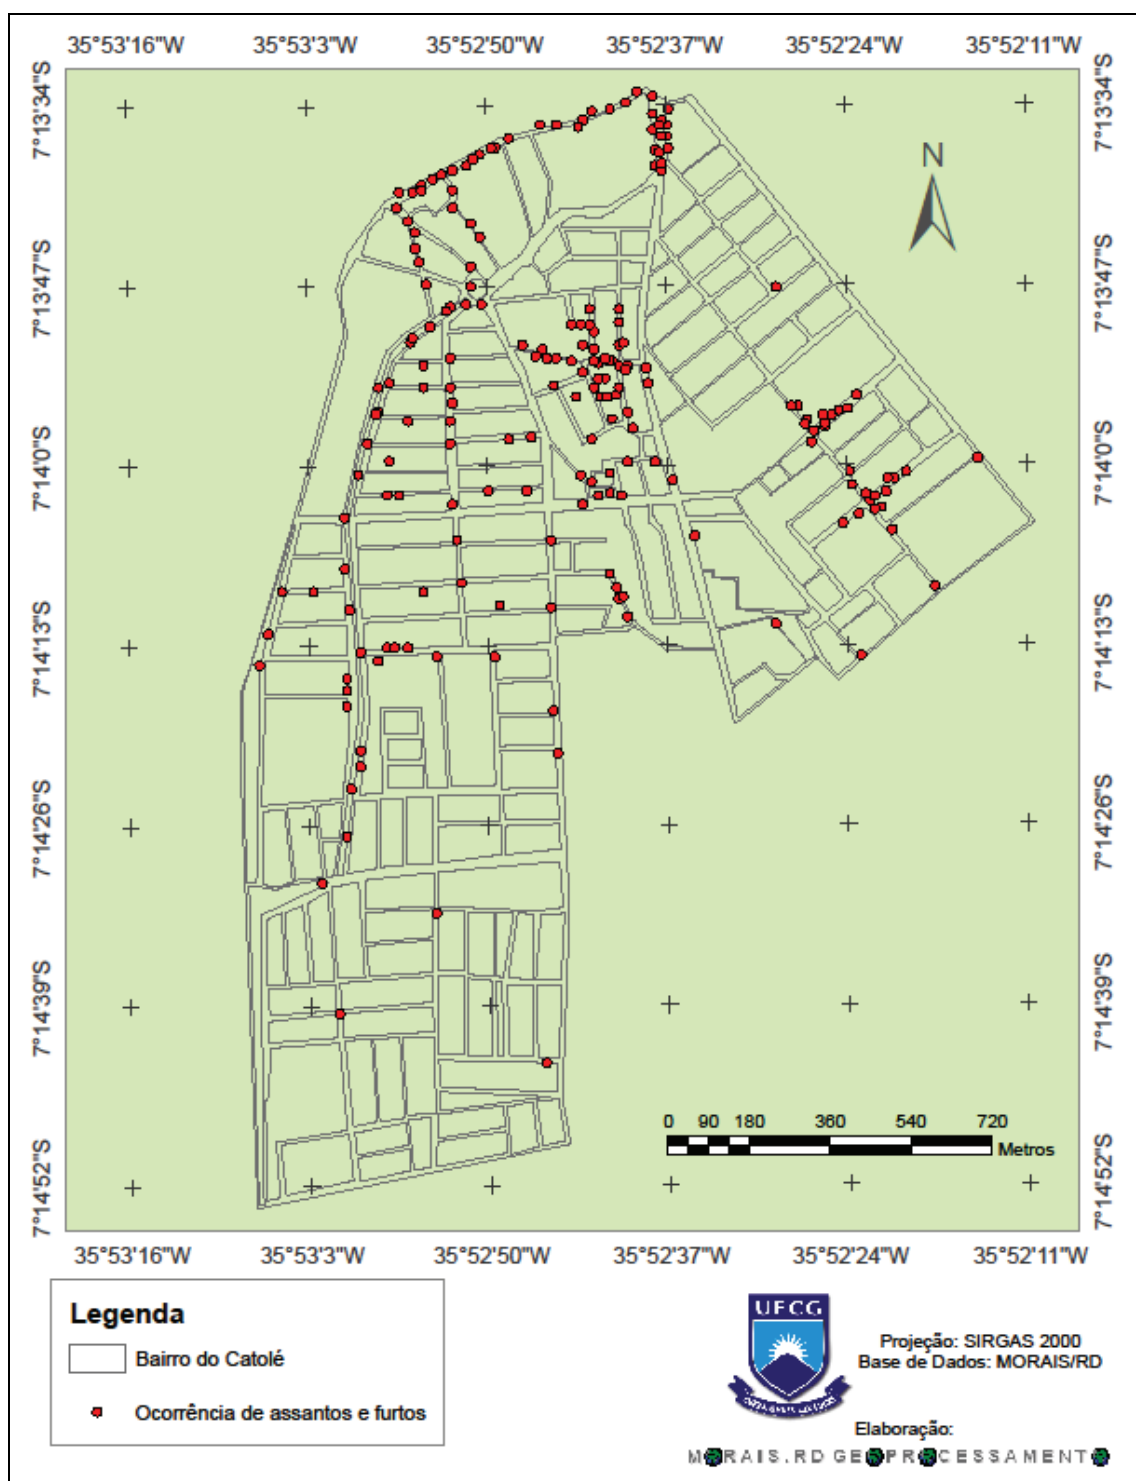 35°53'16"W 35°53'3"W 35°52'50"W 35°52'37"W 35°52'24"W 35°52'11"W
7°13'34"S 7°13'34"S
N
7°13'47"S 7°13'47"S
7°14'0"S 7°14'0"S
7°14'13"S 7°14'13"S
7°14'26"S 7°14'26"S
7°14'39"S 7°14'39"S
0 90 180 360 540 720
Metros
7°14'52"S 7°14'52"S
35°53'16"W 35°53'3"W 35°52'50"W 35°52'37"W 35°52'24"W 35°52'11"W
Legenda
Bairro do Catolé
Ocorrência de assantos e furtos
UFCG
Projeção: SIRGAS 2000
Base de Dados: MORAIS/RD
Elaboração:
MORAIS.RD GEOPROCESSAMENTO